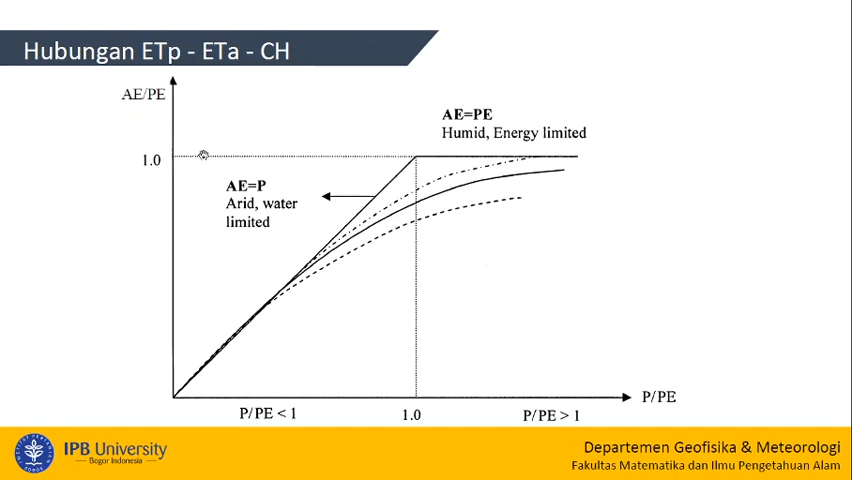 Hubungan ETp - ETa - CH
AE/PE
AE=PE
Humid, Energy limited
1.0
AE=P
Arid, water
limited
P/PE
P/PE < 1
1.0
P/PE > 1
IPB University
Bogor Indonesia
Departemen Geofisika & Meteorologi
Fakultas Matematika dan Ilmu Pengetahuan Alam